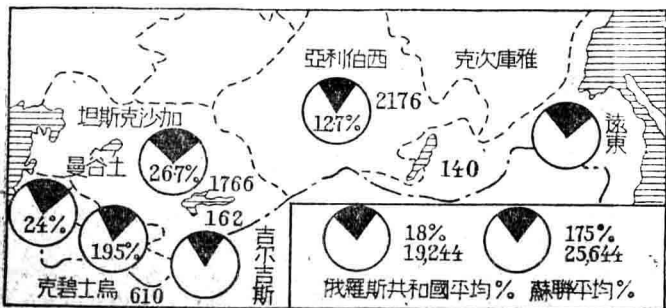 亞利伯西
克次庫雅
127%
2176
遠東
坦斯克沙加
曼谷土
267%
1766
162
140
24%
195%
吉尔吉斯
克碧士烏
610
18%
19,244
175%
25,644
俄羅斯共和國平均%
蘇聯平均%